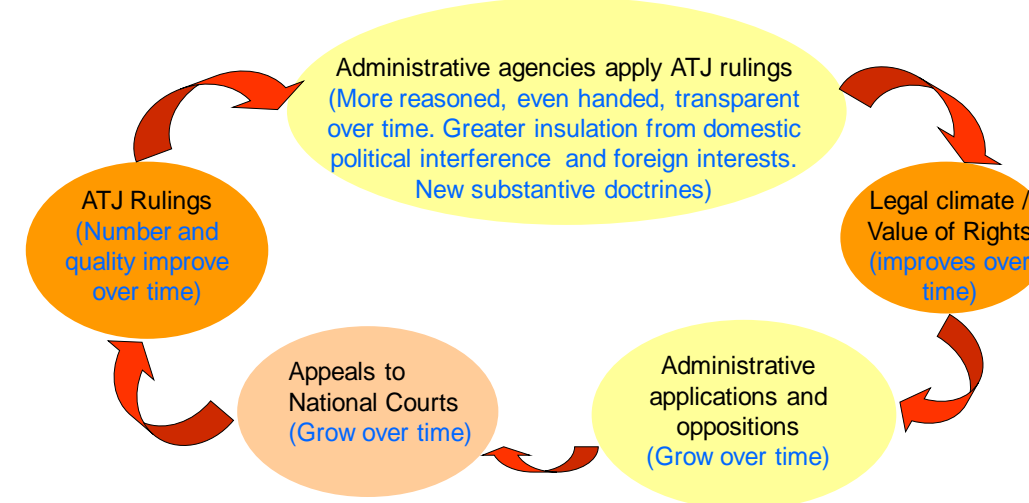 Administrative agencies apply ATJ rulings
(More reasoned, even handed, transparent
over time. Greater insulation from domestic
political interference and foreign interests.
New substantive doctrines)
Legal climate /
Value of Rights
(improves over
time)
Administrative
applications and
oppositions
(Grow over time)
Appeals to
National Courts
(Grow over time)
ATJ Rulings
(Number and
quality improve
over time)